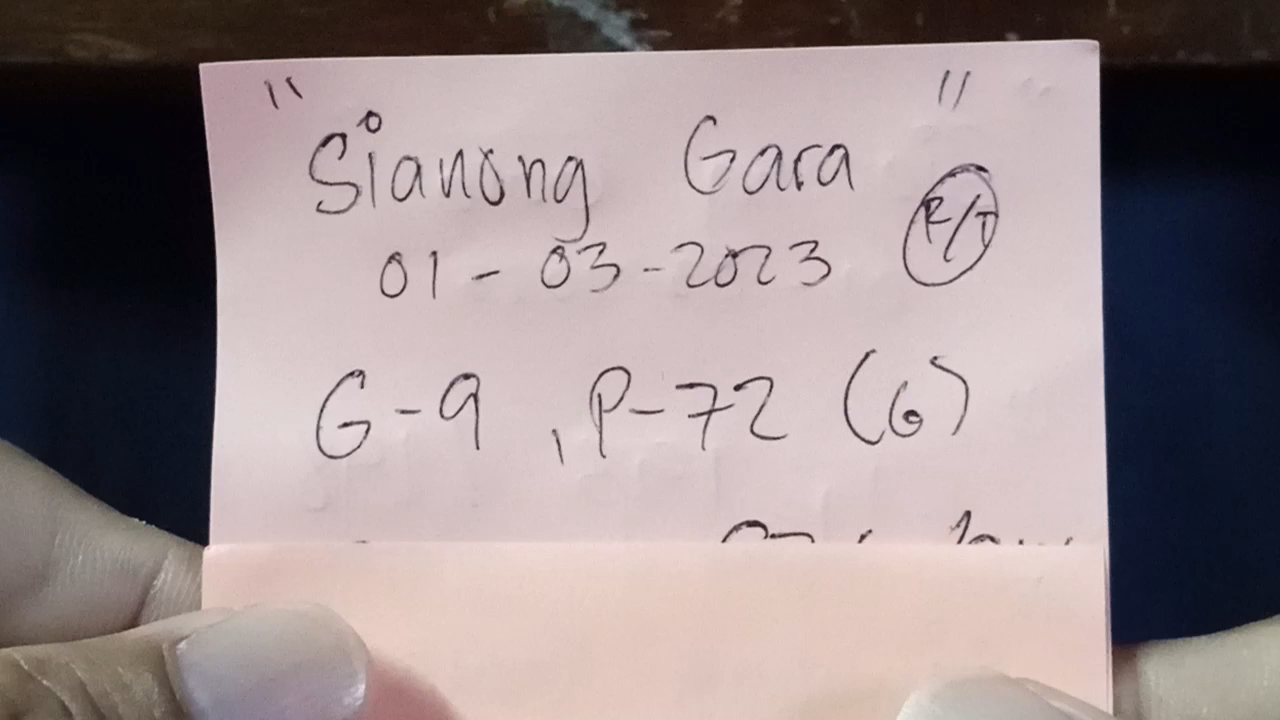 "Sianong Gara"
01-03-2023 R/T
G-9, P-72 (6)